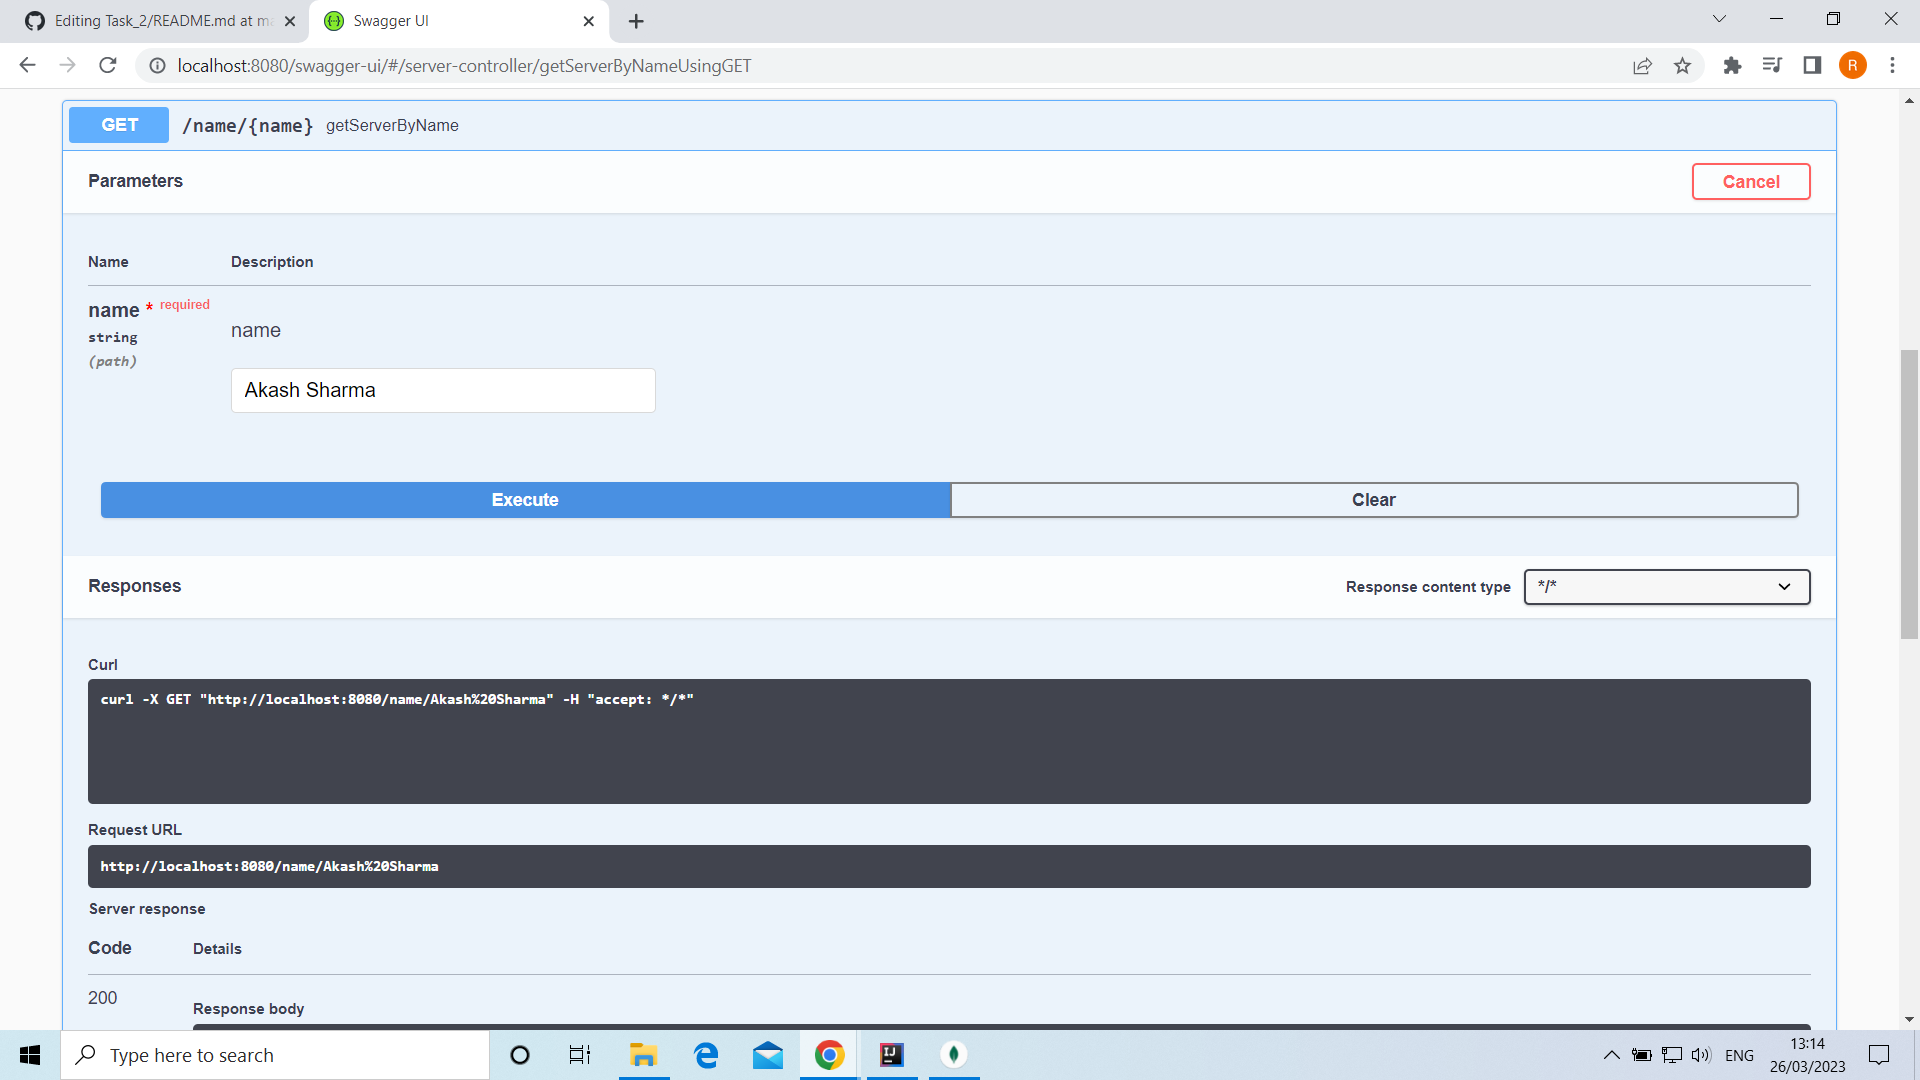 Editing Task_2/README.md at ma
Swagger UI
localhost:8080/swagger-ui/#/server-controller/getServerByNameUsingGET
R
GET /name/{name} getServerByName
Parameters
Cancel
Name Description
name * required
string
(path)
name
Akash Sharma
Execute
Clear
Responses
Response content type */*
Curl
curl -X GET "http://localhost:8080/name/Akash%20Sharma" -H "accept: */*"
Request URL
http://localhost:8080/name/Akash%20Sharma
Server response
Code Details
200
Response body
Type here to search
IJ
ENG
13:14
26/03/2023